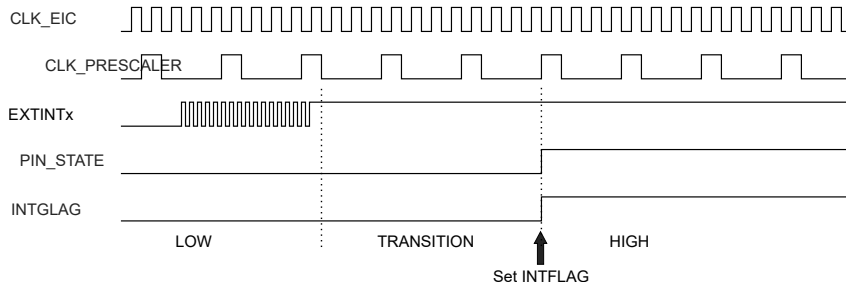 CLK_EIC
CLK_PRESCALER
EXTINTx
PIN_STATE
INTGLAG
LOW TRANSITION HIGH
Set INTFLAG